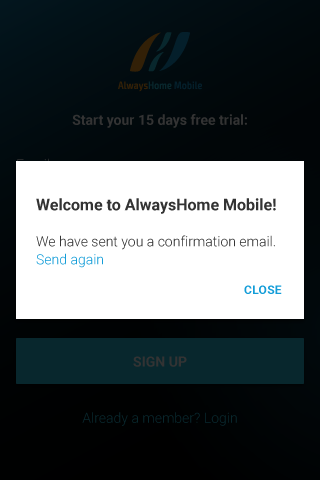 AlwaysHome Mobile
Start your 15 days free trial:
Welcome to AlwaysHome Mobile!
We have sent you a confirmation email.
Send again
CLOSE
SIGN UP
Already a member? Login